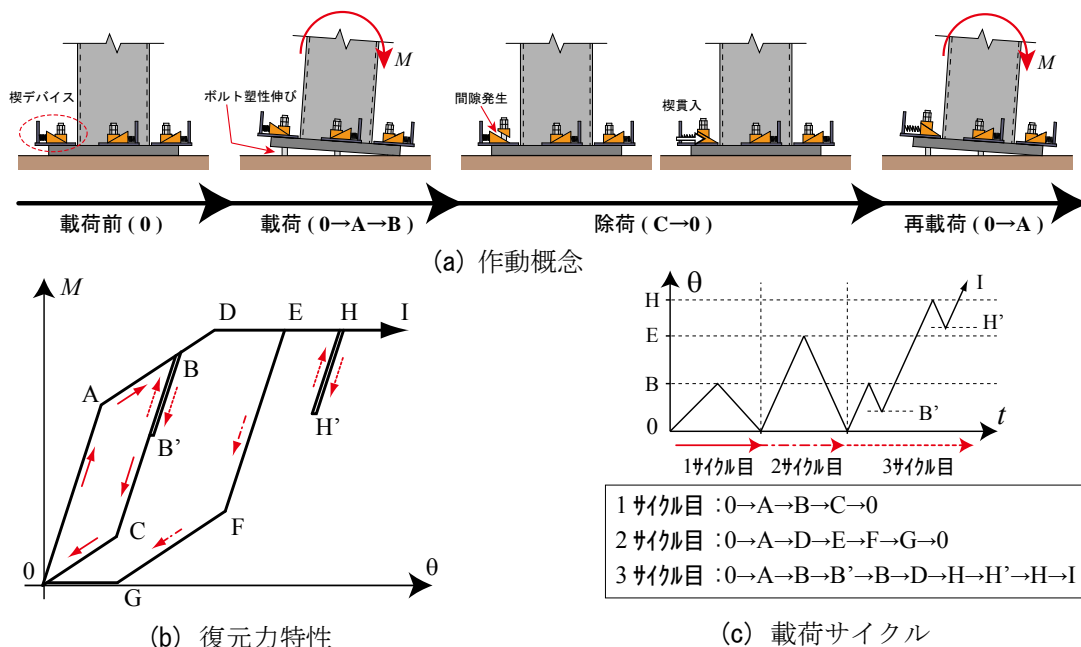 M
M
楔デバイス
ボルト塑性伸び
間隙発生
楔貫入
載荷前 ( 0 )
載荷 ( 0→A→B )
除荷 ( C→0 )
再載荷 ( 0→A )
(a) 作動概念
M
D
E
H
I
A
B
B’
H’
C
F
0
G
θ
(b) 復元力特性
θ
I
H
H’
E
B
B’
0
t
1サイクル目
2サイクル目
3サイクル目
1 サイクル目 :0→A→B→C→0
2 サイクル目 :0→A→D→E→F→G→0
3 サイクル目 :0→A→B→B’→B→D→H→H’→H→I
(c) 載荷サイクル